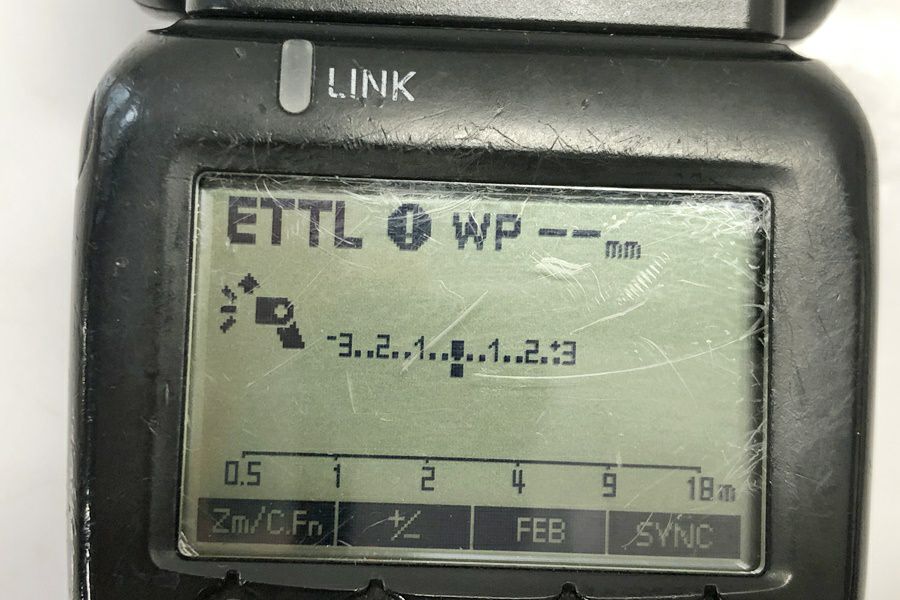 LINK
ETTL WP --mm
-3..2..1.. ..1..2..+3
0.5 1 2 4 9 18m
Zm/C.Fn +/- FEB SYNC